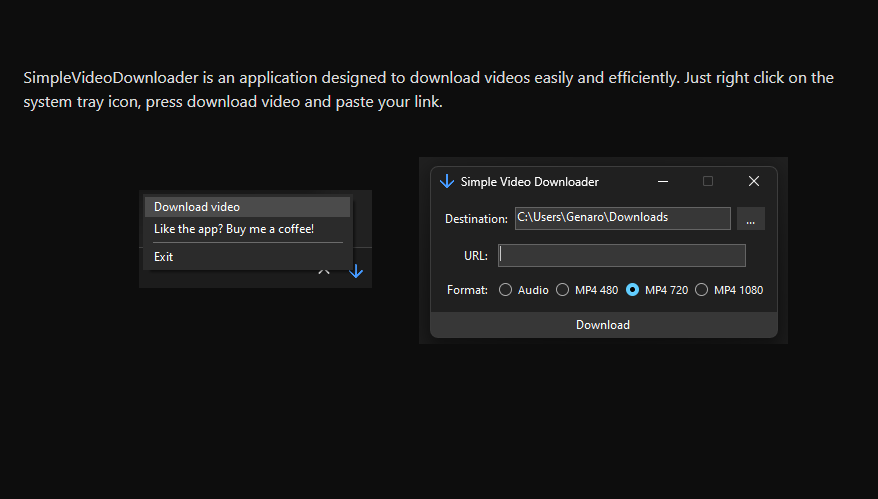 SimpleVideoDownloader is an application designed to download videos easily and efficiently. Just right click on the
system tray icon, press download video and paste your link.
Download video
Like the app? Buy me a coffee!
Exit
Simple Video Downloader
Destination: C:\Users\Genaro\Downloads ...
URL:
Format: Audio MP4 480 MP4 720 MP4 1080
Download